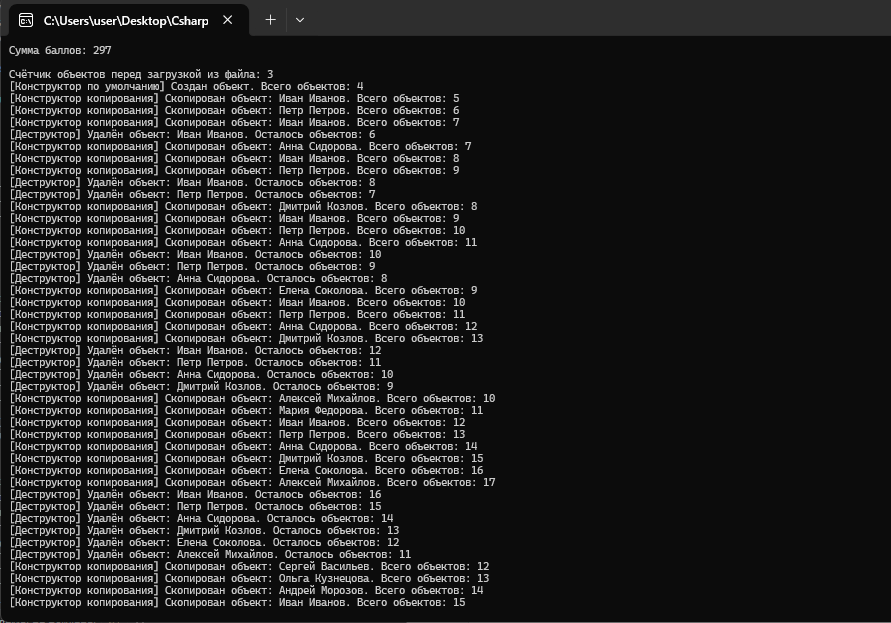 C:\Users\user\Desktop\Csharp
Сумма баллов: 297
Счётчик объектов перед загрузкой из файла: 3
[Конструктор по умолчанию] Создан объект. Всего объектов: 4
[Конструктор копирования] Скопирован объект: Иван Иванов. Всего объектов: 5
[Конструктор копирования] Скопирован объект: Петр Петров. Всего объектов: 6
[Конструктор копирования] Скопирован объект: Иван Иванов. Всего объектов: 7
[Деструктор] Удалён объект: Иван Иванов. Осталось объектов: 6
[Конструктор копирования] Скопирован объект: Анна Сидорова. Всего объектов: 7
[Конструктор копирования] Скопирован объект: Иван Иванов. Всего объектов: 8
[Конструктор копирования] Скопирован объект: Петр Петров. Всего объектов: 9
[Деструктор] Удалён объект: Иван Иванов. Осталось объектов: 8
[Деструктор] Удалён объект: Петр Петров. Осталось объектов: 7
[Конструктор копирования] Скопирован объект: Дмитрий Козлов. Всего объектов: 8
[Конструктор копирования] Скопирован объект: Иван Иванов. Всего объектов: 9
[Конструктор копирования] Скопирован объект: Петр Петров. Всего объектов: 10
[Конструктор копирования] Скопирован объект: Анна Сидорова. Всего объектов: 11
[Деструктор] Удалён объект: Иван Иванов. Осталось объектов: 10
[Деструктор] Удалён объект: Петр Петров. Осталось объектов: 9
[Деструктор] Удалён объект: Анна Сидорова. Осталось объектов: 8
[Конструктор копирования] Скопирован объект: Елена Соколова. Всего объектов: 9
[Конструктор копирования] Скопирован объект: Иван Иванов. Всего объектов: 10
[Конструктор копирования] Скопирован объект: Петр Петров. Всего объектов: 11
[Конструктор копирования] Скопирован объект: Анна Сидорова. Всего объектов: 12
[Конструктор копирования] Скопирован объект: Дмитрий Козлов. Всего объектов: 13
[Деструктор] Удалён объект: Иван Иванов. Осталось объектов: 12
[Деструктор] Удалён объект: Петр Петров. Осталось объектов: 11
[Деструктор] Удалён объект: Анна Сидорова. Осталось объектов: 10
[Деструктор] Удалён объект: Дмитрий Козлов. Осталось объектов: 9
[Конструктор копирования] Скопирован объект: Алексей Михайлов. Всего объектов: 10
[Конструктор копирования] Скопирован объект: Мария Федорова. Всего объектов: 11
[Конструктор копирования] Скопирован объект: Иван Иванов. Всего объектов: 12
[Конструктор копирования] Скопирован объект: Петр Петров. Всего объектов: 13
[Конструктор копирования] Скопирован объект: Анна Сидорова. Всего объектов: 14
[Конструктор копирования] Скопирован объект: Дмитрий Козлов. Всего объектов: 15
[Конструктор копирования] Скопирован объект: Елена Соколова. Всего объектов: 16
[Конструктор копирования] Скопирован объект: Алексей Михайлов. Всего объектов: 17
[Деструктор] Удалён объект: Иван Иванов. Осталось объектов: 16
[Деструктор] Удалён объект: Петр Петров. Осталось объектов: 15
[Деструктор] Удалён объект: Анна Сидорова. Осталось объектов: 14
[Деструктор] Удалён объект: Дмитрий Козлов. Осталось объектов: 13
[Деструктор] Удалён объект: Елена Соколова. Осталось объектов: 12
[Деструктор] Удалён объект: Алексей Михайлов. Осталось объектов: 11
[Конструктор копирования] Скопирован объект: Сергей Васильев. Всего объектов: 12
[Конструктор копирования] Скопирован объект: Ольга Кузнецова. Всего объектов: 13
[Конструктор копирования] Скопирован объект: Андрей Морозов. Всего объектов: 14
[Конструктор копирования] Скопирован объект: Иван Иванов. Всего объектов: 15